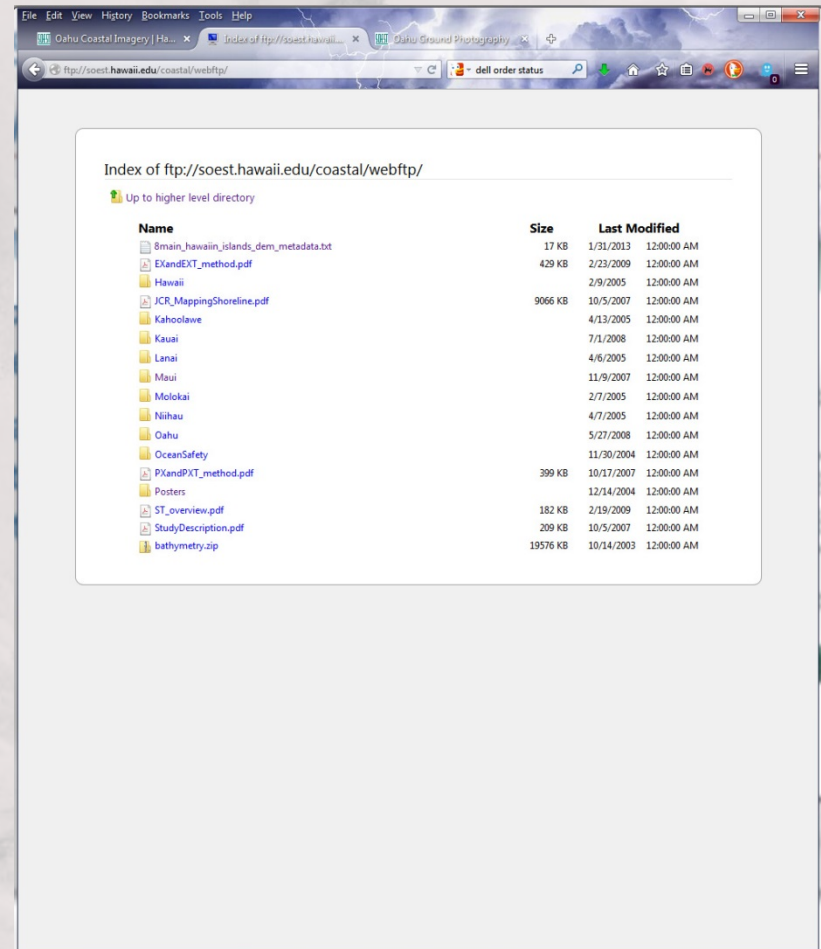 File Edit View History Bookmarks Tools Help
Oahu Coastal Imagery | Ha... × Index of ftp://soest.hawaii.... × Oahu Ground Photography ... ×
ftp://soest.hawaii.edu/coastal/webftp/ dell order status 0
Index of ftp://soest.hawaii.edu/coastal/webftp/
Up to higher level directory
Name Size Last Modified
8main_hawaiin_islands_dem_metadata.txt 17 KB 1/31/2013 12:00:00 AM
EXandEXT_method.pdf 429 KB 2/23/2009 12:00:00 AM
Hawaii 2/9/2005 12:00:00 AM
JCR_MappingShoreline.pdf 9066 KB 10/5/2007 12:00:00 AM
Kahoolawe 4/13/2005 12:00:00 AM
Kauai 7/1/2008 12:00:00 AM
Lanai 4/6/2005 12:00:00 AM
Maui 11/9/2007 12:00:00 AM
Molokai 2/7/2005 12:00:00 AM
Niihau 4/7/2005 12:00:00 AM
Oahu 5/27/2008 12:00:00 AM
OceanSafety 11/30/2004 12:00:00 AM
PXandPXT_method.pdf 399 KB 10/17/2007 12:00:00 AM
Posters 12/14/2004 12:00:00 AM
ST_overview.pdf 182 KB 2/19/2009 12:00:00 AM
StudyDescription.pdf 209 KB 10/5/2007 12:00:00 AM
bathymetry.zip 19576 KB 10/14/2003 12:00:00 AM